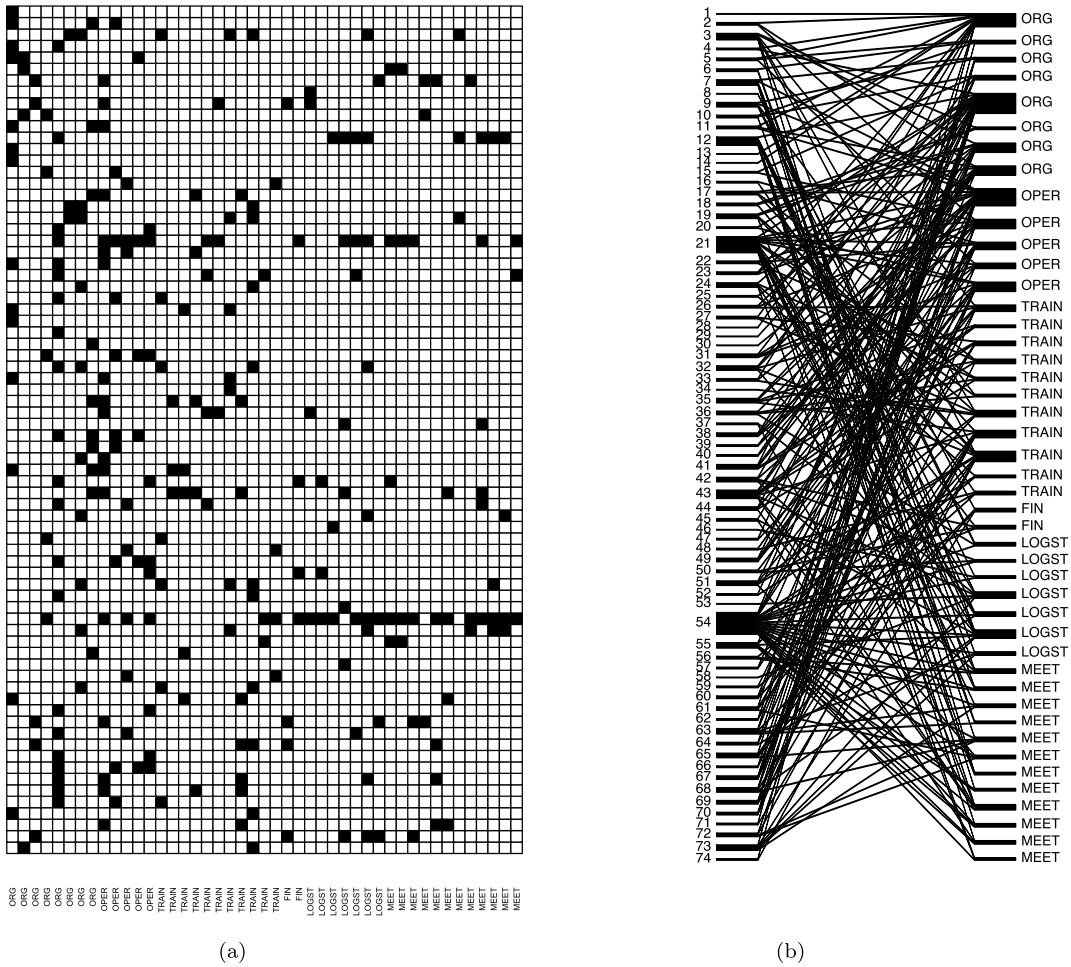 ORG ORG ORG ORG ORG ORG ORG ORG OPER OPER OPER OPER OPER TRAIN TRAIN TRAIN TRAIN TRAIN TRAIN TRAIN TRAIN TRAIN TRAIN TRAIN FIN FIN LOGST LOGST LOGST LOGST LOGST LOGST LOGST MEET MEET MEET MEET MEET MEET MEET MEET MEET MEET MEET MEET
(a)
1
2
3
4
5
6
7
8
9
10
11
12
13
14
15
16
17
18
19
20
21
22
23
24
25
26
27
28
29
30
31
32
33
34
35
36
37
38
39
40
41
42
43
44
45
46
47
48
49
50
51
52
53
54
55
56
57
58
59
60
61
62
63
64
65
66
67
68
69
70
71
72
73
74
ORG
ORG
ORG
ORG
ORG
ORG
ORG
ORG
OPER
OPER
OPER
OPER
OPER
TRAIN
TRAIN
TRAIN
TRAIN
TRAIN
TRAIN
TRAIN
TRAIN
TRAIN
TRAIN
TRAIN
FIN
FIN
LOGST
LOGST
LOGST
LOGST
LOGST
LOGST
LOGST
MEET
MEET
MEET
MEET
MEET
MEET
MEET
MEET
MEET
MEET
MEET
MEET
(b)